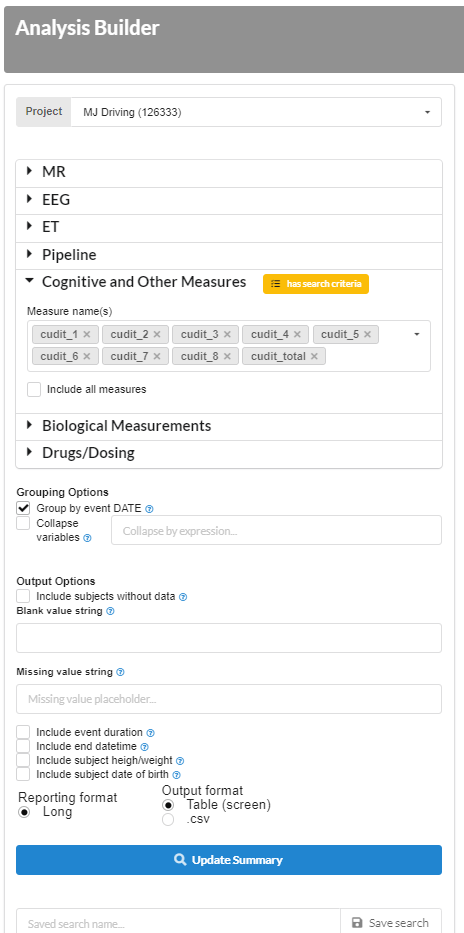 Analysis Builder
Project MJ Driving (126333)
MR
EEG
ET
Pipeline
Cognitive and Other Measures has search criteria
Measure name(s)
cudit_1 × cudit_2 × cudit_3 × cudit_4 × cudit_5 ×
cudit_6 × cudit_7 × cudit_8 × cudit_total ×
Include all measures
Biological Measurements
Drugs/Dosing
Grouping Options
Group by event DATE
Collapse
variables
Collapse by expression...
Output Options
Include subjects without data
Blank value string
Missing value string
Missing value placeholder...
Include event duration
Include end datetime
Include subject heigh/weight
Include subject date of birth
Reporting format
Long
Output format
Table (screen)
.csv
Update Summary
Saved search name... Save search